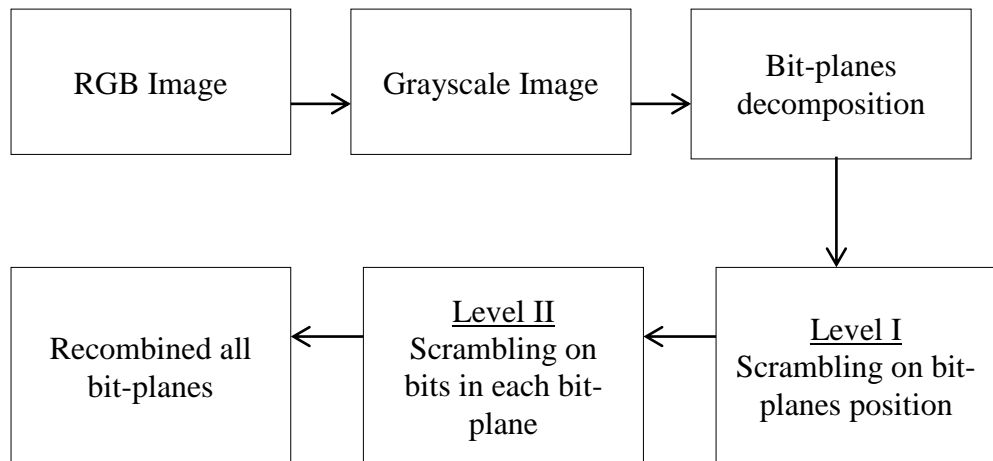 RGB Image
Grayscale Image
Bit-planes
decomposition
Level I
Scrambling on bit-
planes position
Level II
Scrambling on
bits in each bit-
plane
Recombined all
bit-planes